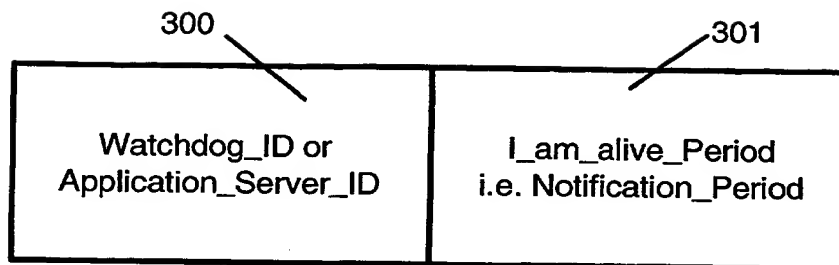 300
301
Watchdog_ID or
Application_Server_ID
I_am_alive_Period
i.e. Notification_Period